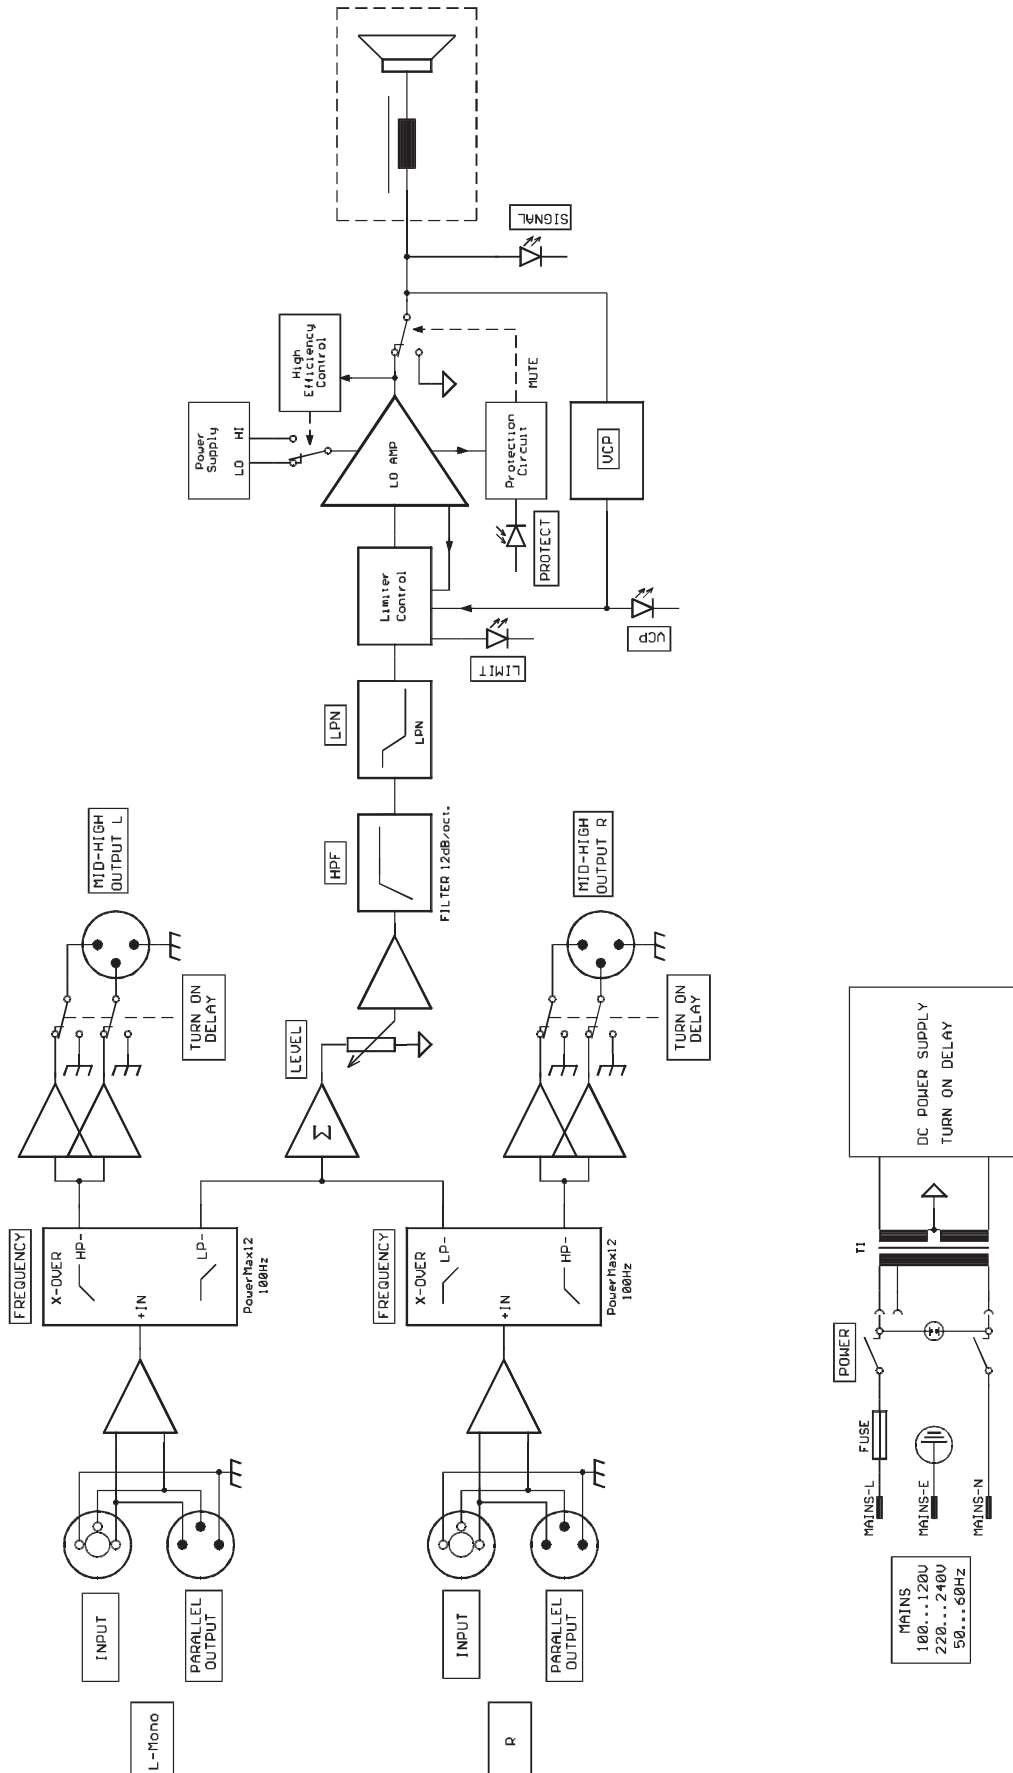 L-Mono
INPUT
PARALLEL
OUTPUT
FREQUENCY
X-OVER
HP-
+IN
LP-
PowerMax12
100Hz
TURN ON
DELAY
MID-HIGH
OUTPUT L
R
INPUT
PARALLEL
OUTPUT
FREQUENCY
X-OVER
LP-
+IN
HP-
PowerMax12
100Hz
TURN ON
DELAY
MID-HIGH
OUTPUT R
Σ
LEVEL
HPF
FILTER 12dB/oct.
LPN
LPN
LIMIT
Limiter
Control
VCP
LO AMP
Power
Supply
LO
HI
High
Efficiency
Control
PROTECT
Protection
Circuit
MUTE
VCP
SIGNAL
MAINS
100...120V
220...240V
50...60Hz
MAINS-L
MAINS-E
MAINS-N
FUSE
POWER
TI
DC POWER SUPPLY
TURN ON DELAY